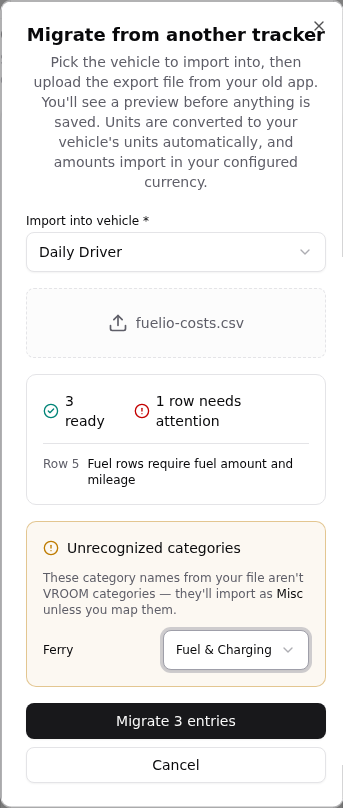 Migrate from another tracker
Pick the vehicle to import into, then
upload the export file from your old app.
You'll see a preview before anything is
saved. Units are converted to your
vehicle's units automatically, and
amounts import in your configured
currency.
Import into vehicle *
Daily Driver
fuelio-costs.csv
3 ready
1 row needs attention
Row 5 Fuel rows require fuel amount and
mileage
Unrecognized categories
These category names from your file aren't
VROOM categories — they'll import as Misc
unless you map them.
Ferry Fuel & Charging
Migrate 3 entries
Cancel